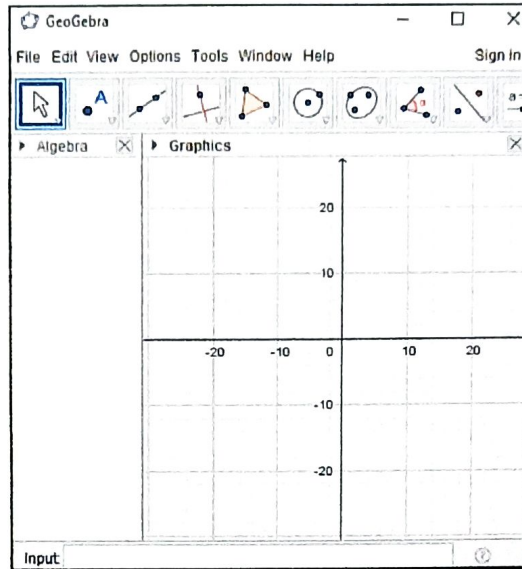 GeoGebra
File Edit View Options Tools Window Help Sign in
A a=
Algebra Graphics
20
10
-20 -10 0 10 20
-10
-20
Input